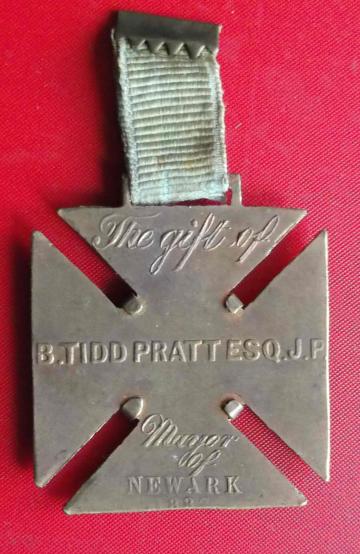 The gift of
B. TIDD PRATT ESQ. J.P.
Mayor
of
NEWARK